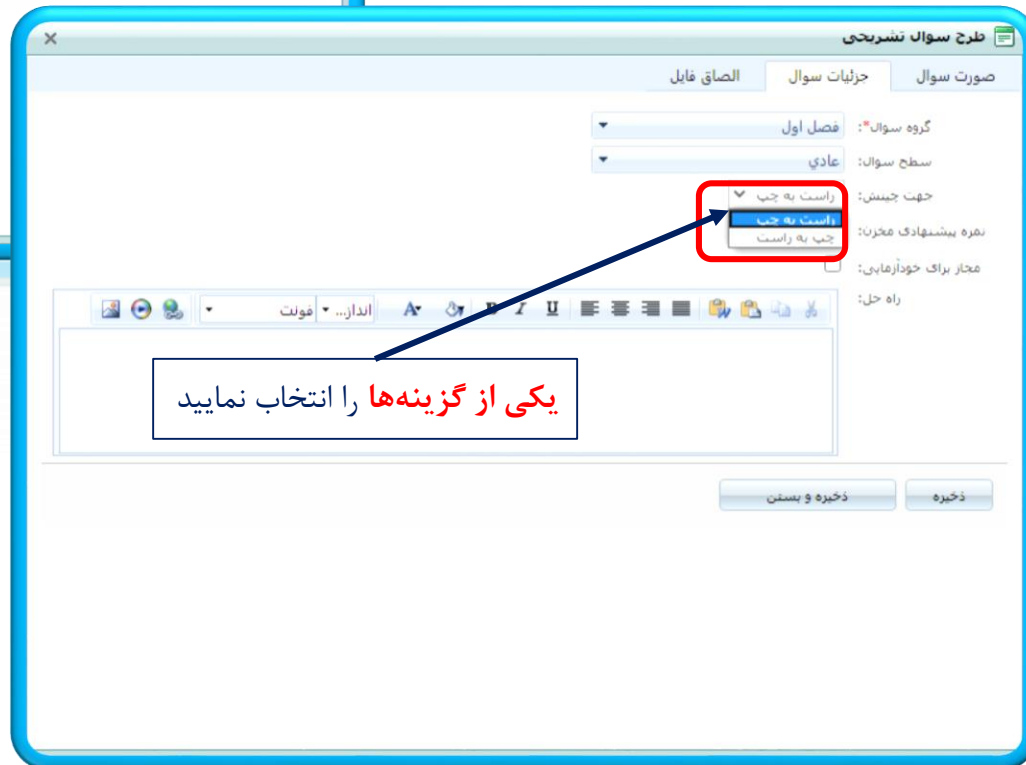 طرح سوال تشریحی
صورت سوال
جزئیات سوال
الصاق فایل
گروه سوال*: فصل اول
سطح سوال: عادي
جهت چینش: راست به چپ
راست به چپ
چپ به راست
نمره پیشنهادی مخزن:
مجاز برای خودآزمایی:
راه حل:
فونت
انداز...
A
B I U
یکی از گزینه‌ها را انتخاب نمایید
ذخیره
ذخیره و بستن